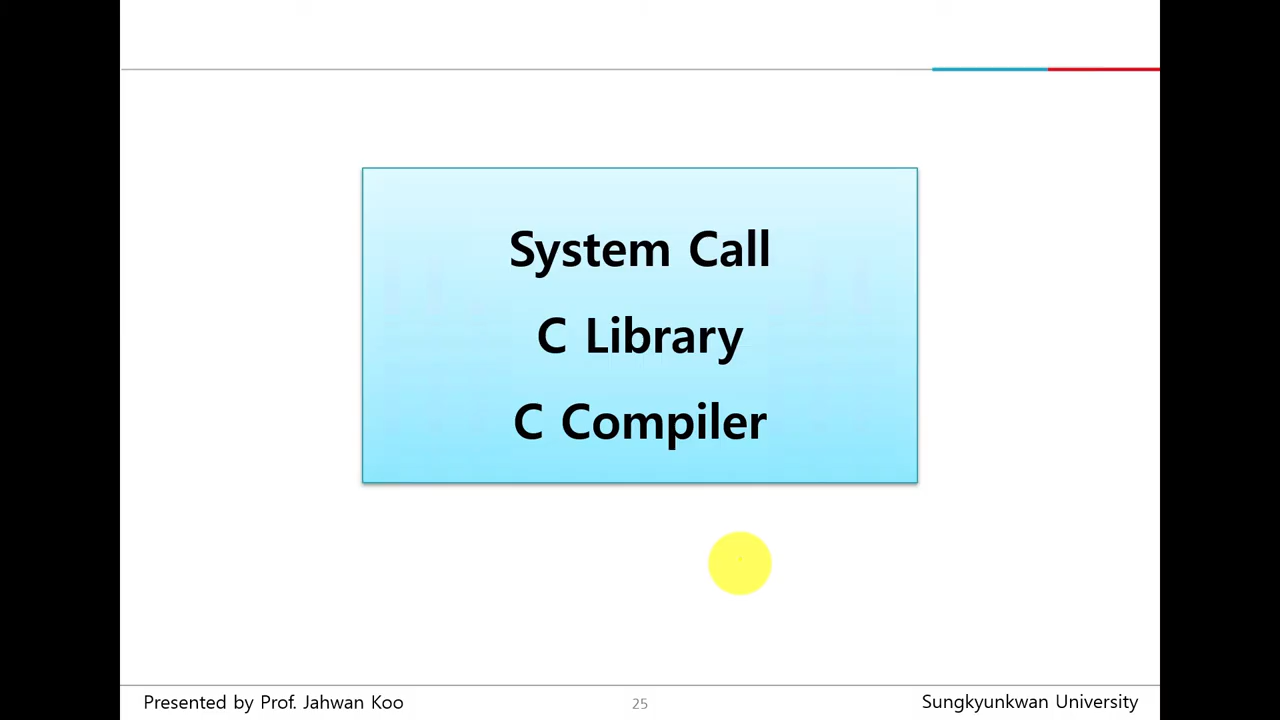 System Call
C Library
C Compiler
Presented by Prof. Jahwan Koo
25
Sungkyunkwan University